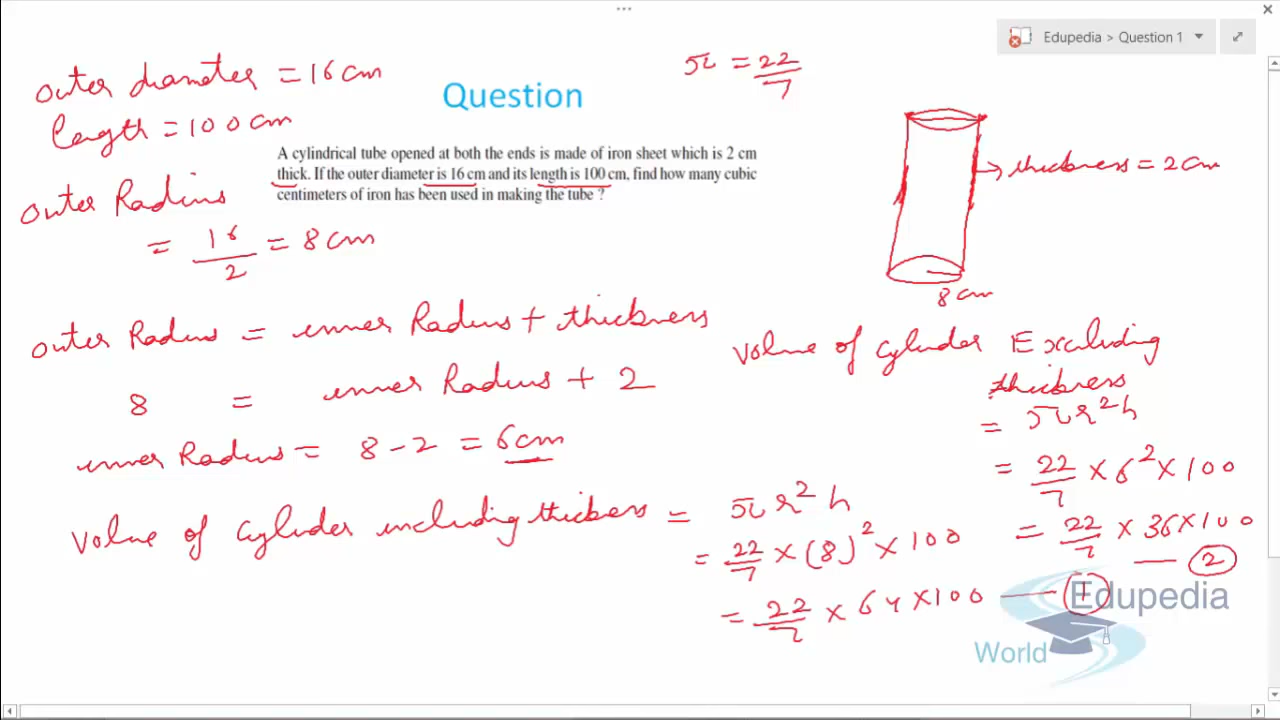 ...
Edupedia > Question 1
outer diameter = 16 cm
π = 22/7
Question
length = 100 cm
A cylindrical tube opened at both the ends is made of iron sheet which is 2 cm
thick. If the outer diameter is 16 cm and its length is 100 cm, find how many cubic
centimeters of iron has been used in making the tube ?
thickness = 2 cm
outer Radius
= 16/2 = 8 cm
8 cm
outer Radius = inner Radius + thickness
8 = inner Radius + 2
inner Radius = 8 - 2 = 6 cm
Volume of cylinder including thickness = πr²h
= 22/7 × (8)² × 100
= 22/7 × 64 × 100 — 1
Volume of cylinder Excluding
thickness
= πr²h
= 22/7 × 6² × 100
= 22/7 × 36 × 100
— 2
Edupedia
World